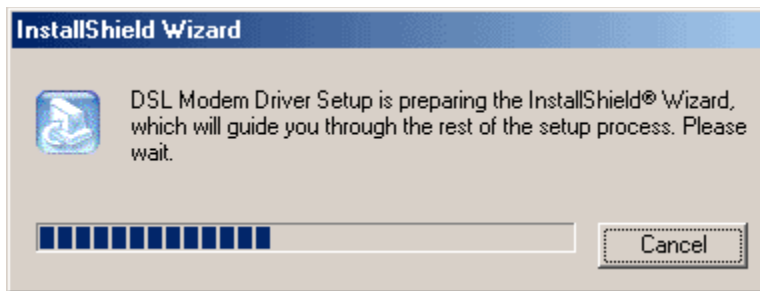 InstallShield Wizard
DSL Modem Driver Setup is preparing the InstallShield® Wizard,
which will guide you through the rest of the setup process. Please
wait.
Cancel